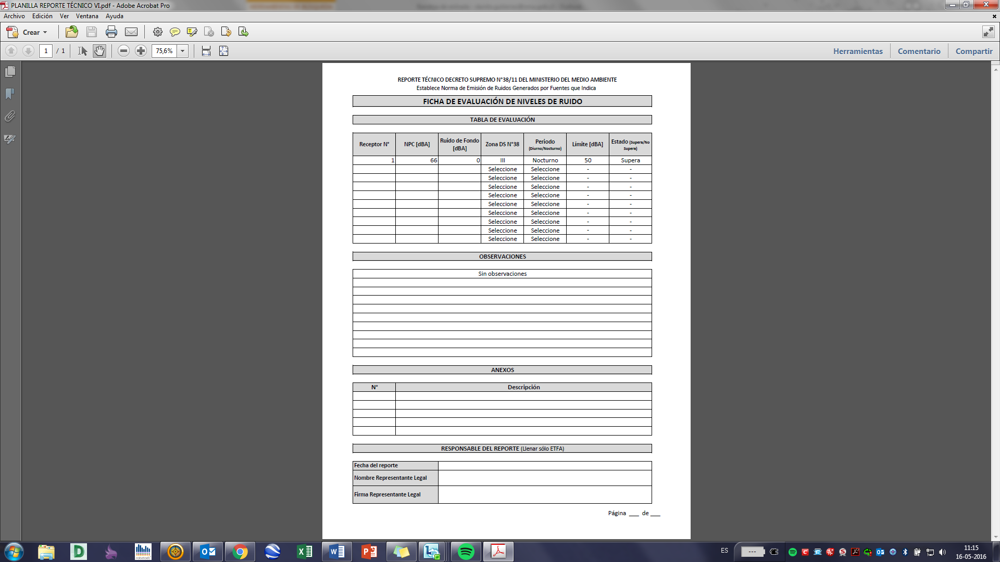 PLANILLA REPORTE TÉCNICO VI.pdf - Adobe Acrobat Pro
Archivo Edición Ver Ventana Ayuda
Crear
1 / 1 75,6% Herramientas Comentario Compartir
REPORTE TÉCNICO DECRETO SUPREMO N°38/11 DEL MINISTERIO DEL MEDIO AMBIENTE
Establece Norma de Emisión de Ruidos Generados por Fuentes que Indica
FICHA DE EVALUACIÓN DE NIVELES DE RUIDO
TABLA DE EVALUACIÓN
Receptor N° NPC [dBA] Ruido de Fondo [dBA] Zona DS N°38 Periodo (Diurno/Nocturno) Límite [dBA] Estado (Supera/No Supera)
1 66 0 III Nocturno 50 Supera
Seleccione Seleccione - -
Seleccione Seleccione - -
Seleccione Seleccione - -
Seleccione Seleccione - -
Seleccione Seleccione - -
Seleccione Seleccione - -
Seleccione Seleccione - -
Seleccione Seleccione - -
Seleccione Seleccione - -
OBSERVACIONES
Sin observaciones
ANEXOS
N° Descripción
RESPONSABLE DEL REPORTE (Llenar sólo ETFA)
Fecha del reporte
Nombre Representante Legal
Firma Representante Legal
Página ___ de ___
ES --- 11:15
16-05-2016